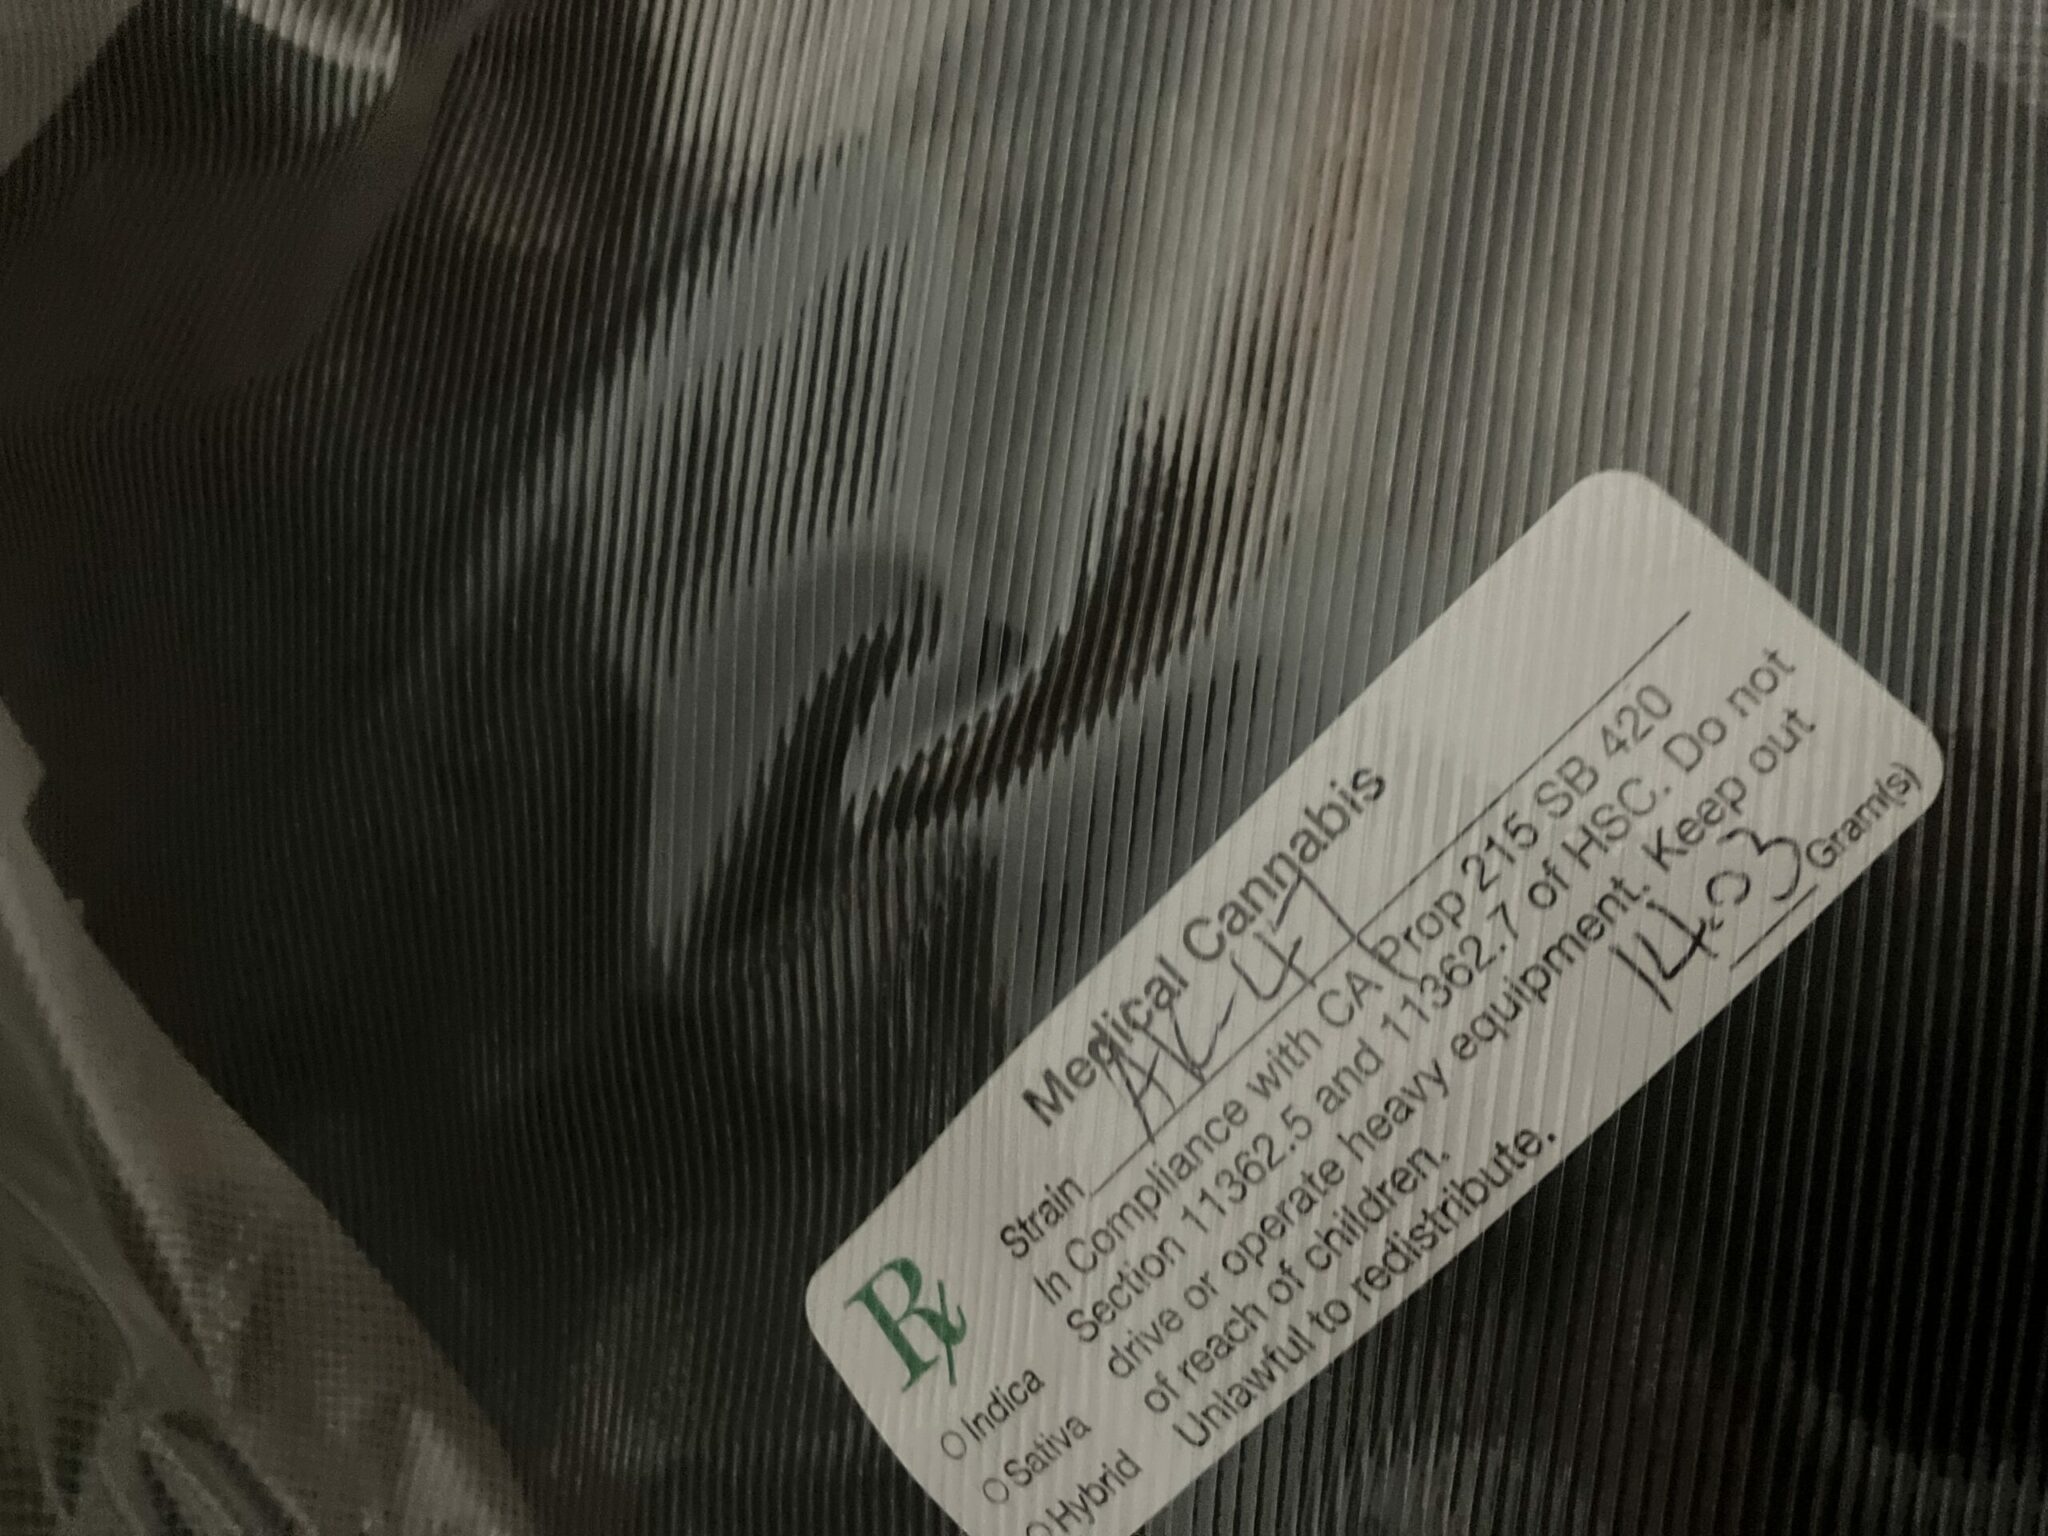 Medical Cannabis
Strain AK-47
In Compliance with CA Prop 215 SB 420
Section 11362.5 and 11362.7 of HSC. Do not
drive or operate heavy equipment. Keep out
of reach of children.
Unlawful to redistribute.
14.03 Gram(s)
Rx
Indica
Sativa
Hybrid